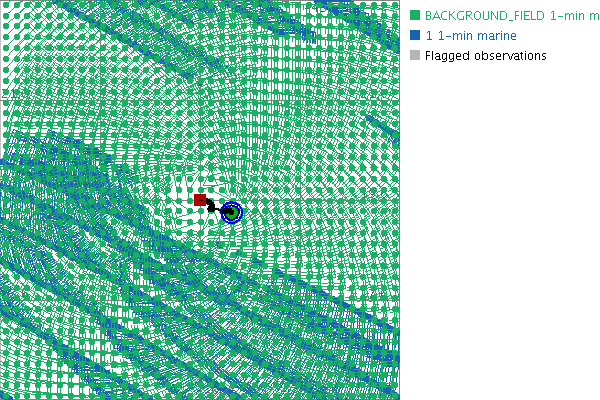 BACKGROUND_FIELD 1-min m
1 1-min marine
Flagged observations